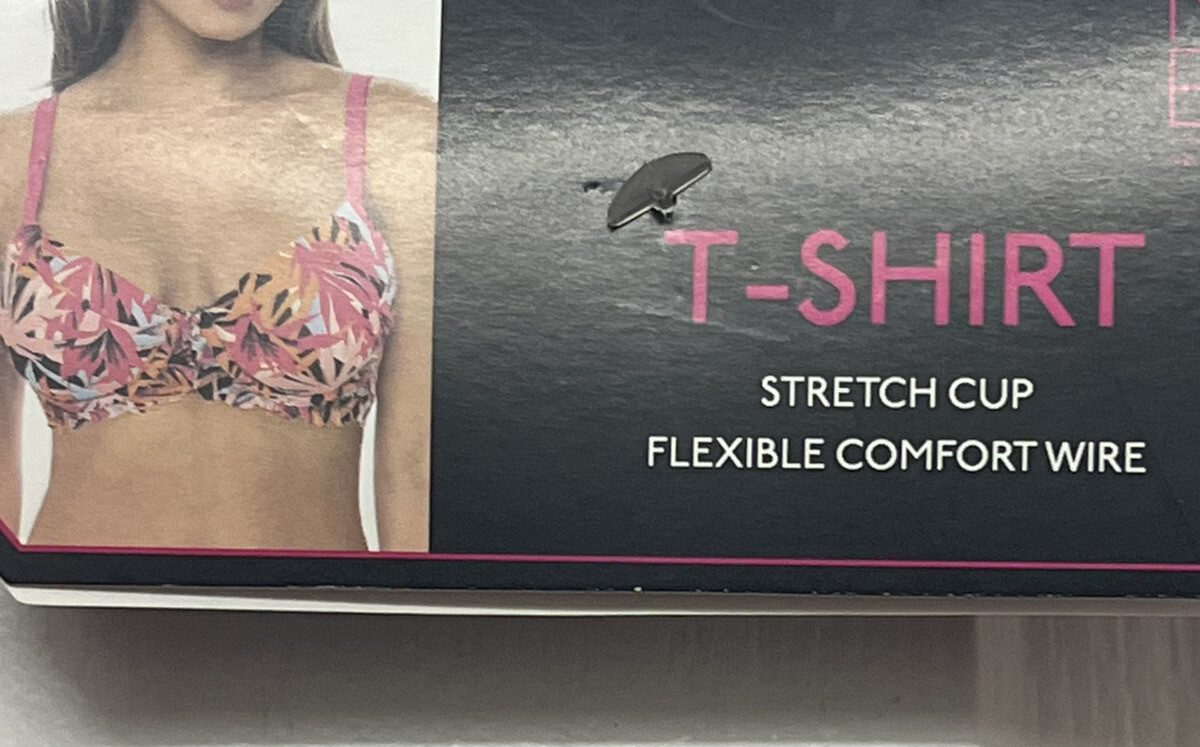 T-SHIRT
STRETCH CUP
FLEXIBLE COMFORT WIRE